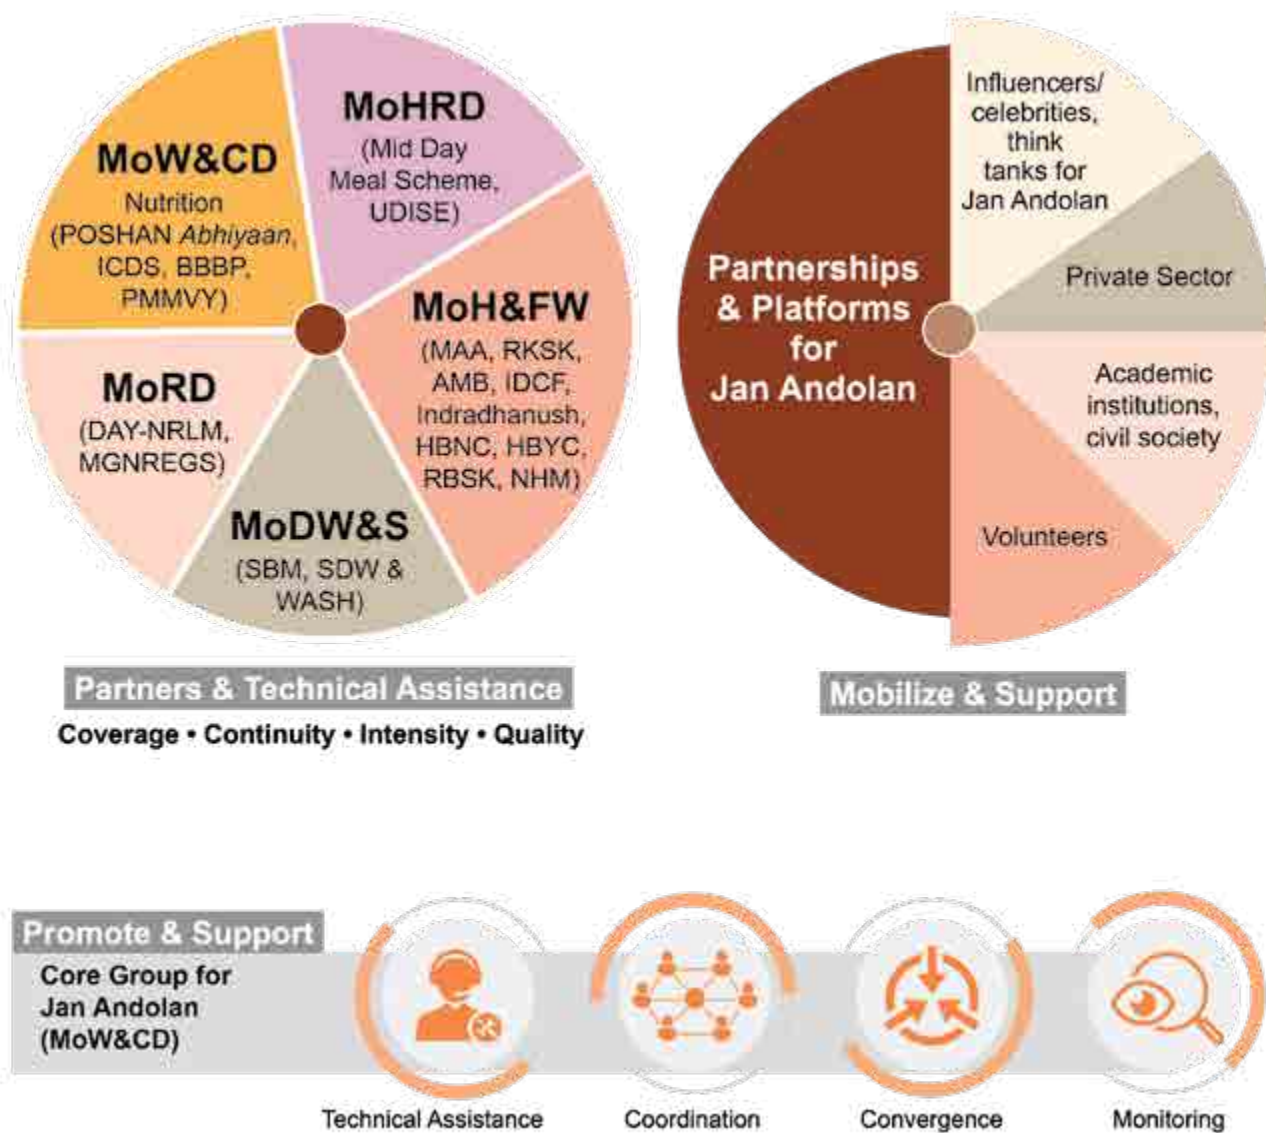 MoHRD
(Mid Day
Meal Scheme,
UDISE)
MoW&CD
Nutrition
(POSHAN Abhiyaan,
ICDS, BBBP,
PMMVY)
MoH&FW
(MAA, RKSK,
AMB, IDCF,
Indradhanush,
HBNC, HBYC,
RBSK, NHM)
MoRD
(DAY-NRLM,
MGNREGS)
MoDW&S
(SBM, SDW &
WASH)
Partners & Technical Assistance
Coverage • Continuity • Intensity • Quality
Partnerships
& Platforms
for
Jan Andolan
Influencers/
celebrities,
think
tanks for
Jan Andolan
Private Sector
Academic
institutions,
civil society
Volunteers
Mobilize & Support
Promote & Support
Core Group for
Jan Andolan
(MoW&CD)
Technical Assistance
Coordination
Convergence
Monitoring